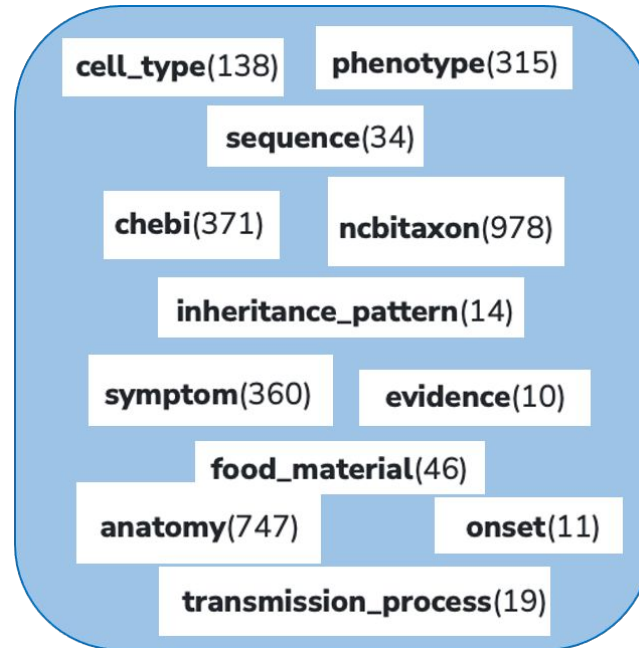 cell_type(138)
phenotype(315)
sequence(34)
chebi(371)
ncbitaxon(978)
inheritance_pattern(14)
symptom(360)
evidence(10)
food_material(46)
anatomy(747)
onset(11)
transmission_process(19)